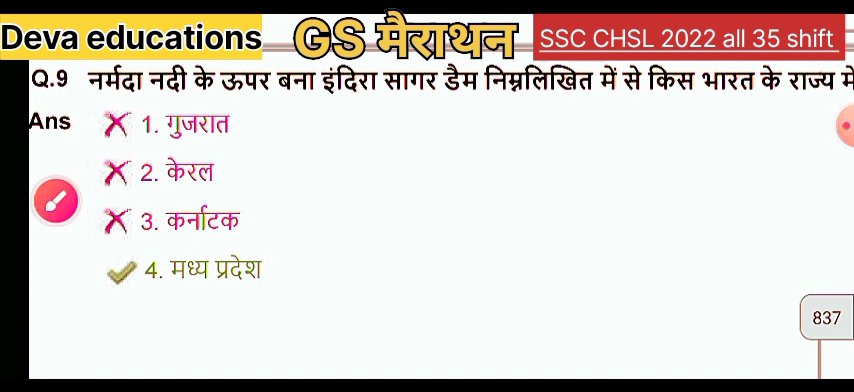 Deva educations GS मैराथन SSC CHSL 2022 all 35 shift
Q.9 नर्मदा नदी के ऊपर बना इंदिरा सागर डैम निम्नलिखित में से किस भारत के राज्य मे
Ans 1. गुजरात
2. केरल
3. कर्नाटक
4. मध्य प्रदेश
837